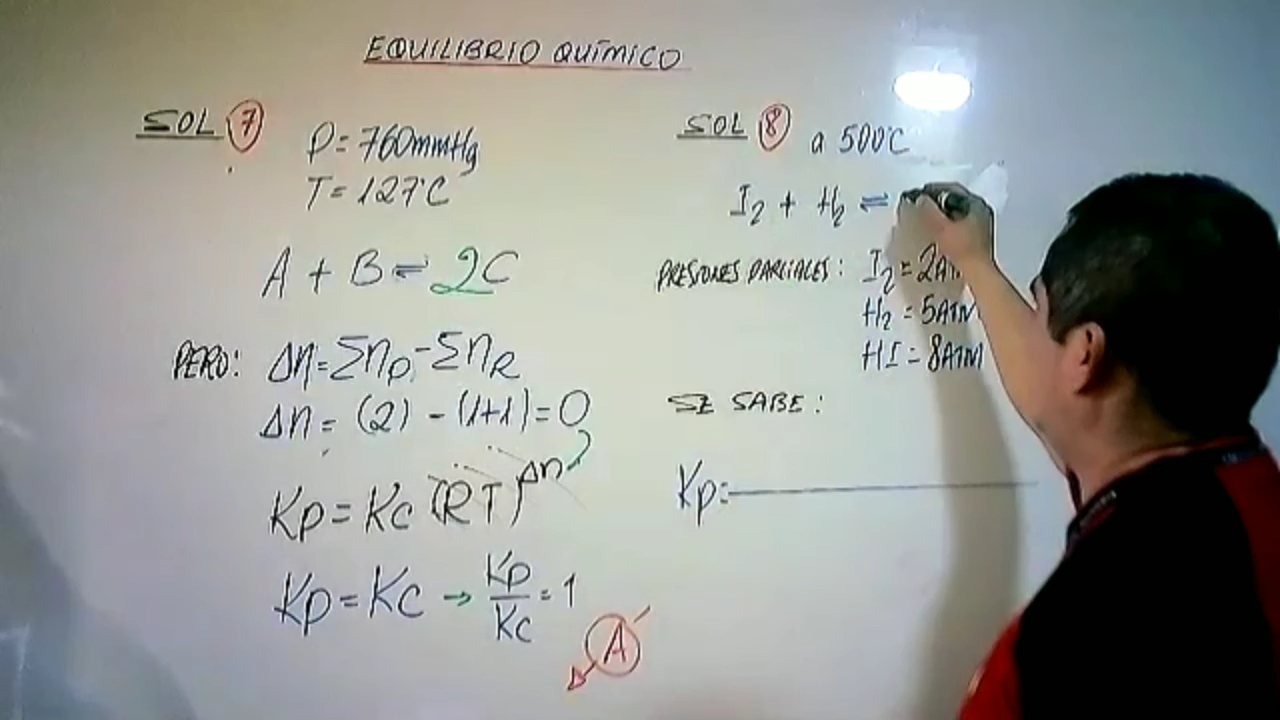 EQUILIBRIO QUÍMICO
SOL 7
P = 760mmHg
T = 127°C
A + B ⇌ 2C
PERO: Δn = Σnp - ΣnR
Δn = (2) - (1+1) = 0
Kp = Kc (RT)^Δn
Kp = Kc → Kp/Kc = 1
A
SOL 8 a 500°C
I2 + H2 ⇌
PRESIONES PARCIALES: I2 = 2A
H2 = 5ATM
HI = 8ATM
SE SABE:
Kp =